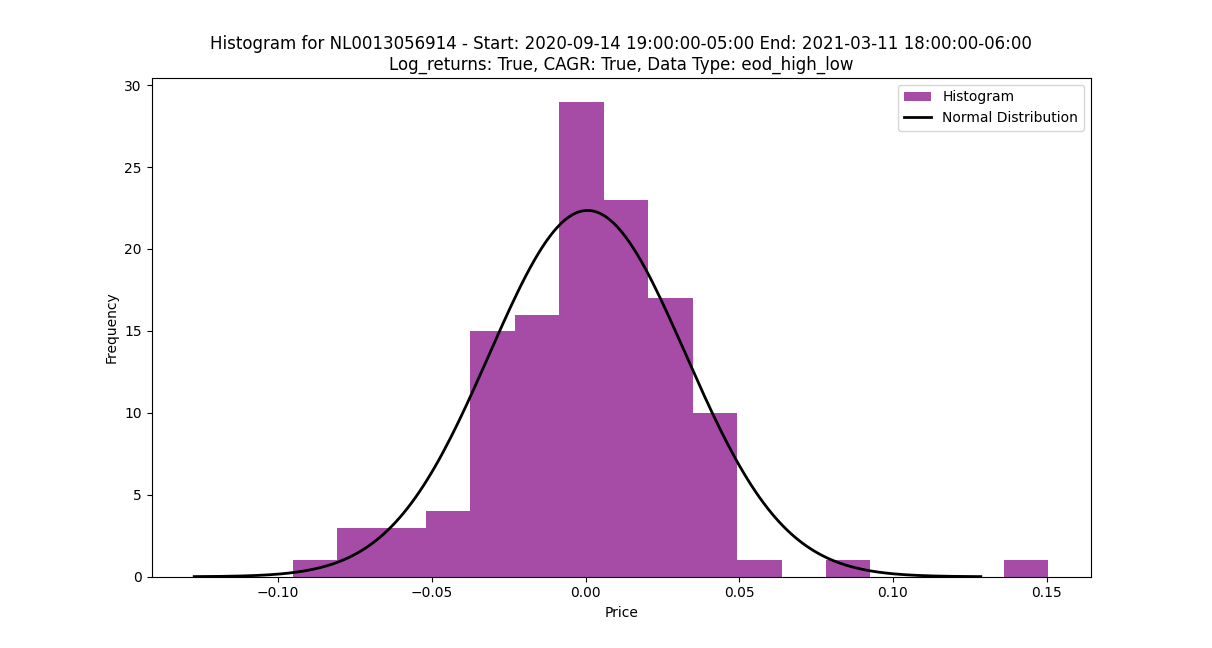 Histogram for NL0013056914 - Start: 2020-09-14 19:00:00-05:00 End: 2021-03-11 18:00:00-06:00
Log_returns: True, CAGR: True, Data Type: eod_high_low
Histogram
Normal Distribution
30
25
20
15
10
5
0
Frequency
−0.10
−0.05
0.00
0.05
0.10
0.15
Price